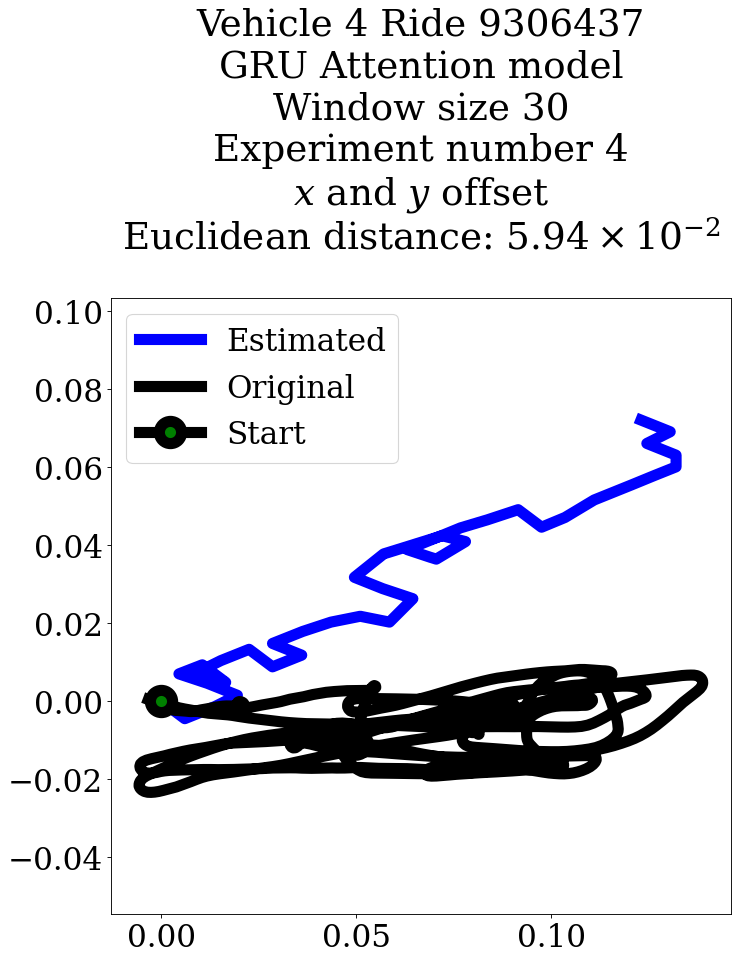 Vehicle 4 Ride 9306437
GRU Attention model
Window size 30
Experiment number 4
x and y offset
Euclidean distance: 5.94 × 10⁻²
0.10
Estimated
0.08
Original
Start
0.06
0.04
0.02
0.00
−0.02
−0.04
0.00 0.05 0.10